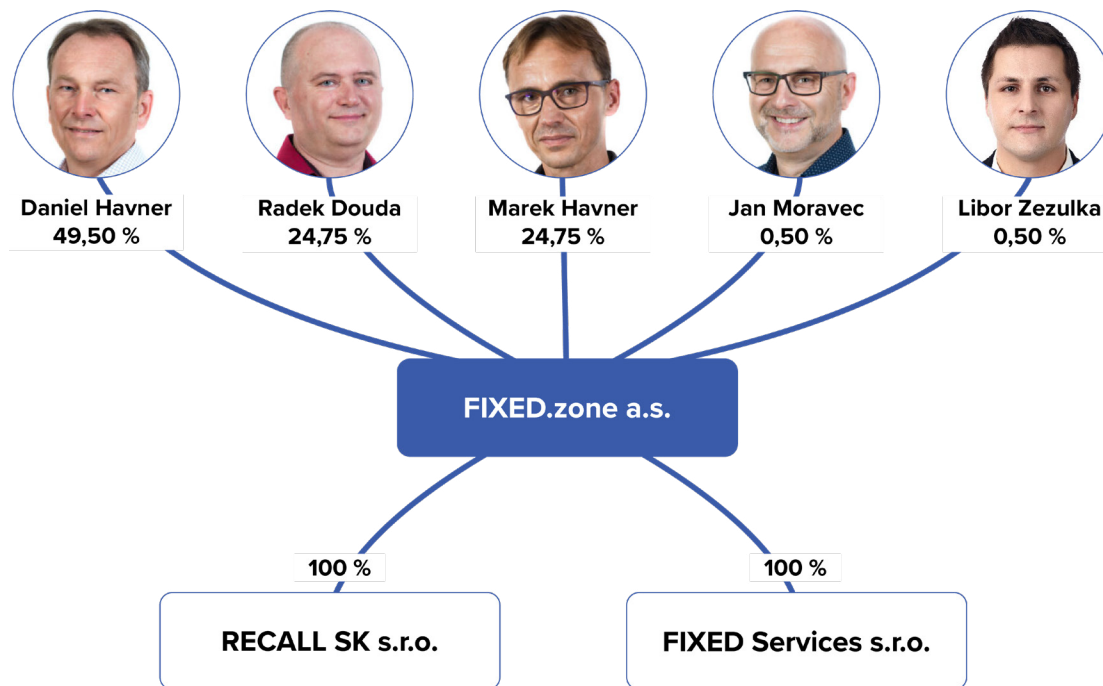 Daniel Havner
49,50 %
Radek Douda
24,75 %
Marek Havner
24,75 %
Jan Moravec
0,50 %
Libor Zezulka
0,50 %
FIXED.zone a.s.
100 %
100 %
RECALL SK s.r.o.
FIXED Services s.r.o.